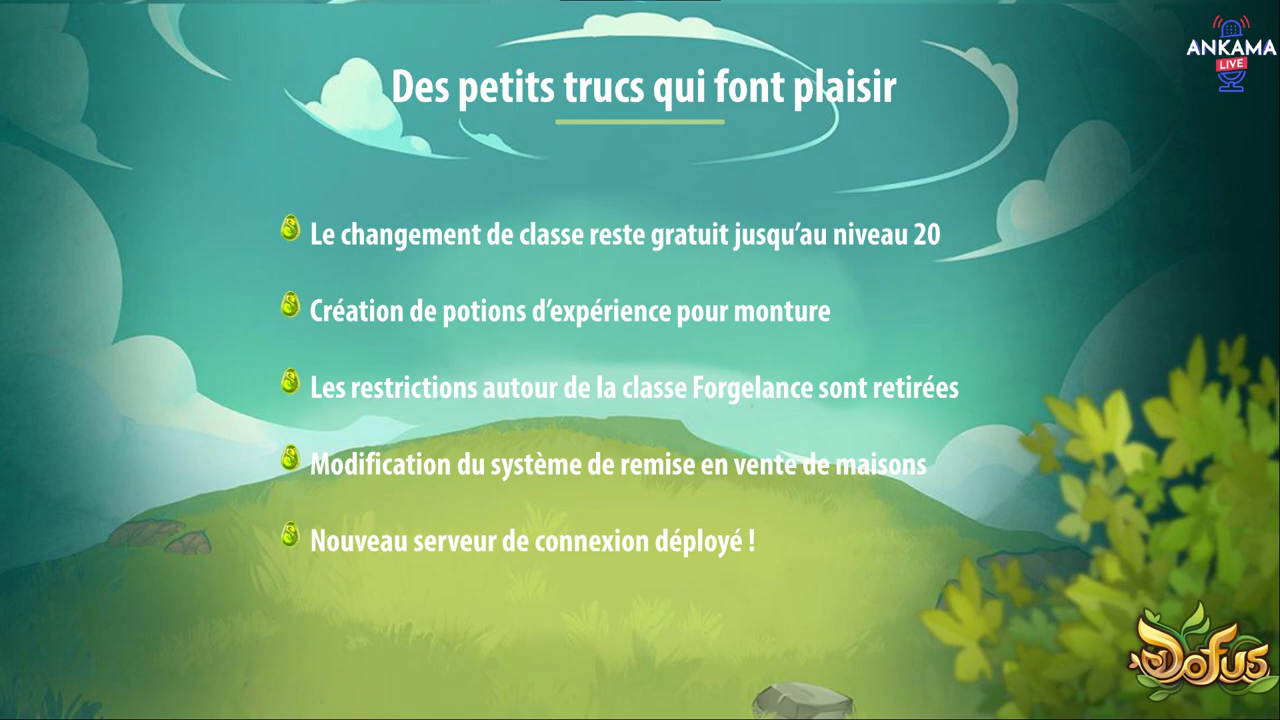 ANKAMA
LIVE
Des petits trucs qui font plaisir
Le changement de classe reste gratuit jusqu’au niveau 20
Création de potions d’expérience pour monture
Les restrictions autour de la classe Forgelance sont retirées
Modification du système de remise en vente de maisons
Nouveau serveur de connexion déployé !
Dofus